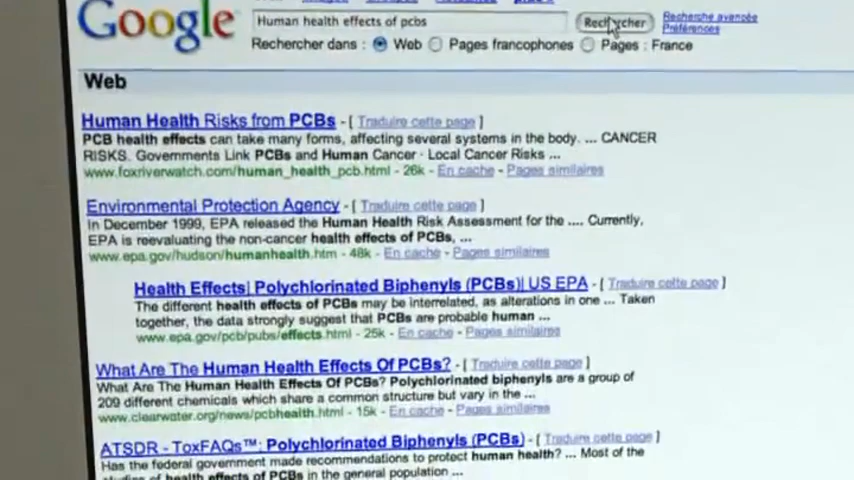 Google
Human health effects of pcbs
Rechercher
Recherche avancée
Préférences
Rechercher dans : Web Pages francophones Pages : France
Web
Human Health Risks from PCBs - [ Traduire cette page ]
PCB health effects can take many forms, affecting several systems in the body. ... CANCER
RISKS. Governments Link PCBs and Human Cancer · Local Cancer Risks ...
www.foxriverwatch.com/human_health_pcb.html - 26k - En cache - Pages similaires
Environmental Protection Agency - [ Traduire cette page ]
In December 1999, EPA released the Human Health Risk Assessment for the .... Currently,
EPA is reevaluating the non-cancer health effects of PCBs, ...
www.epa.gov/hudson/humanhealth.htm - 48k - En cache - Pages similaires
Health Effects| Polychlorinated Biphenyls (PCBs)| US EPA - [ Traduire cette page ]
The different health effects of PCBs may be interrelated, as alterations in one ... Taken
together, the data strongly suggest that PCBs are probable human ...
www.epa.gov/pcb/pubs/effects.html - 25k - En cache - Pages similaires
What Are The Human Health Effects Of PCBs? - [ Traduire cette page ]
What Are The Human Health Effects Of PCBs? Polychlorinated biphenyls are a group of
209 different chemicals which share a common structure but vary in the ...
www.clearwater.org/news/pcbhealth.html - 15k - En cache - Pages similaires
ATSDR - ToxFAQs™: Polychlorinated Biphenyls (PCBs) - [ Traduire cette page ]
Has the federal government made recommendations to protect human health? ... Most of the
studies of health effects of PCBs in the general population ...